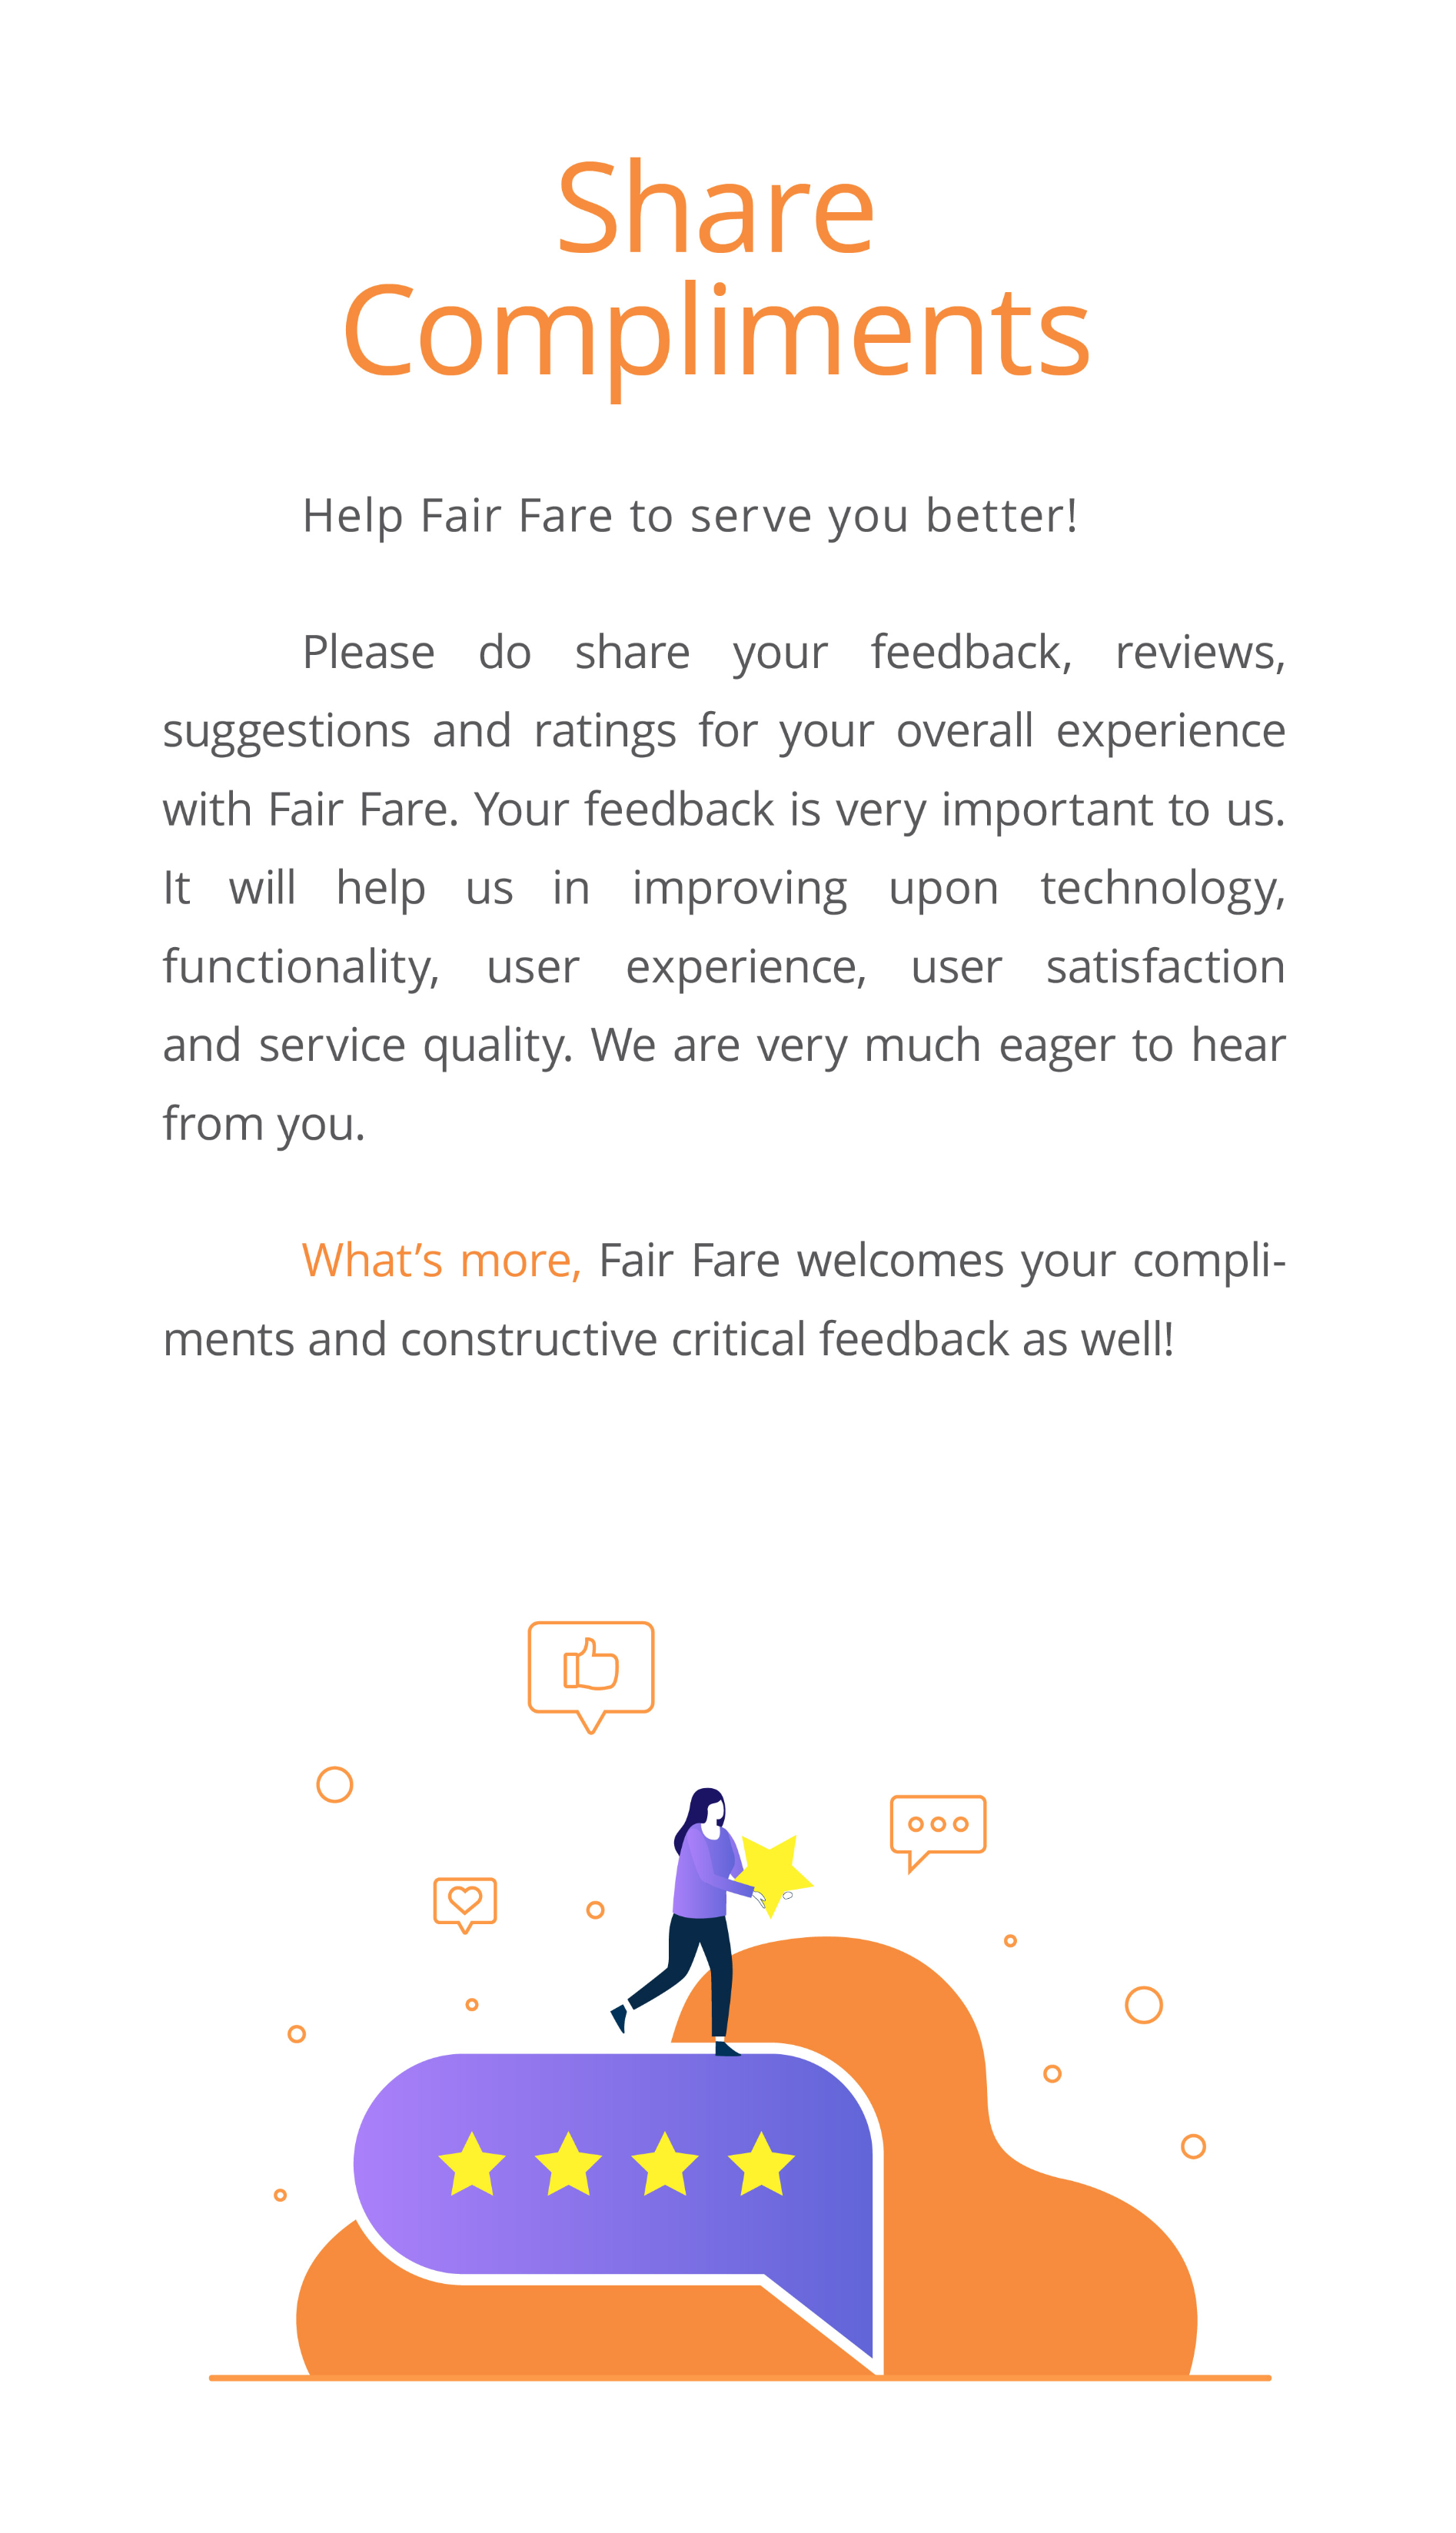 Share
Compliments
Help Fair Fare to serve you better!
Please do share your feedback, reviews,
suggestions and ratings for your overall experience
with Fair Fare. Your feedback is very important to us.
It will help us in improving upon technology,
functionality, user experience, user satisfaction
and service quality. We are very much eager to hear
from you.
What’s more, Fair Fare welcomes your compli-
ments and constructive critical feedback as well!